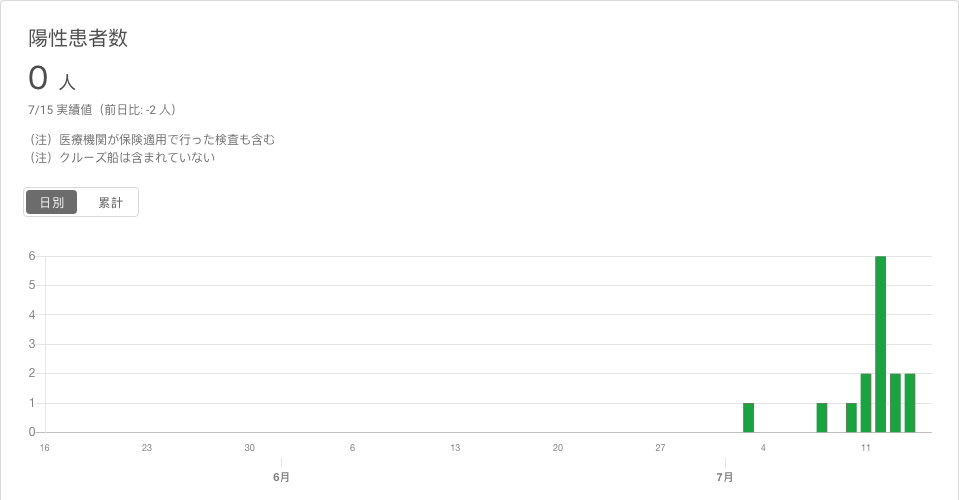 陽性患者数
0 人
7/15 実績値（前日比: -2 人）
（注）医療機関が保険適用で行った検査も含む
（注）クルーズ船は含まれていない
日別 累計
6
5
4
3
2
1
0
16 23 30 6 13 20 27 4 11
6月 7月